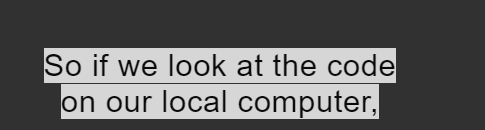 So if we look at the code
on our local computer,